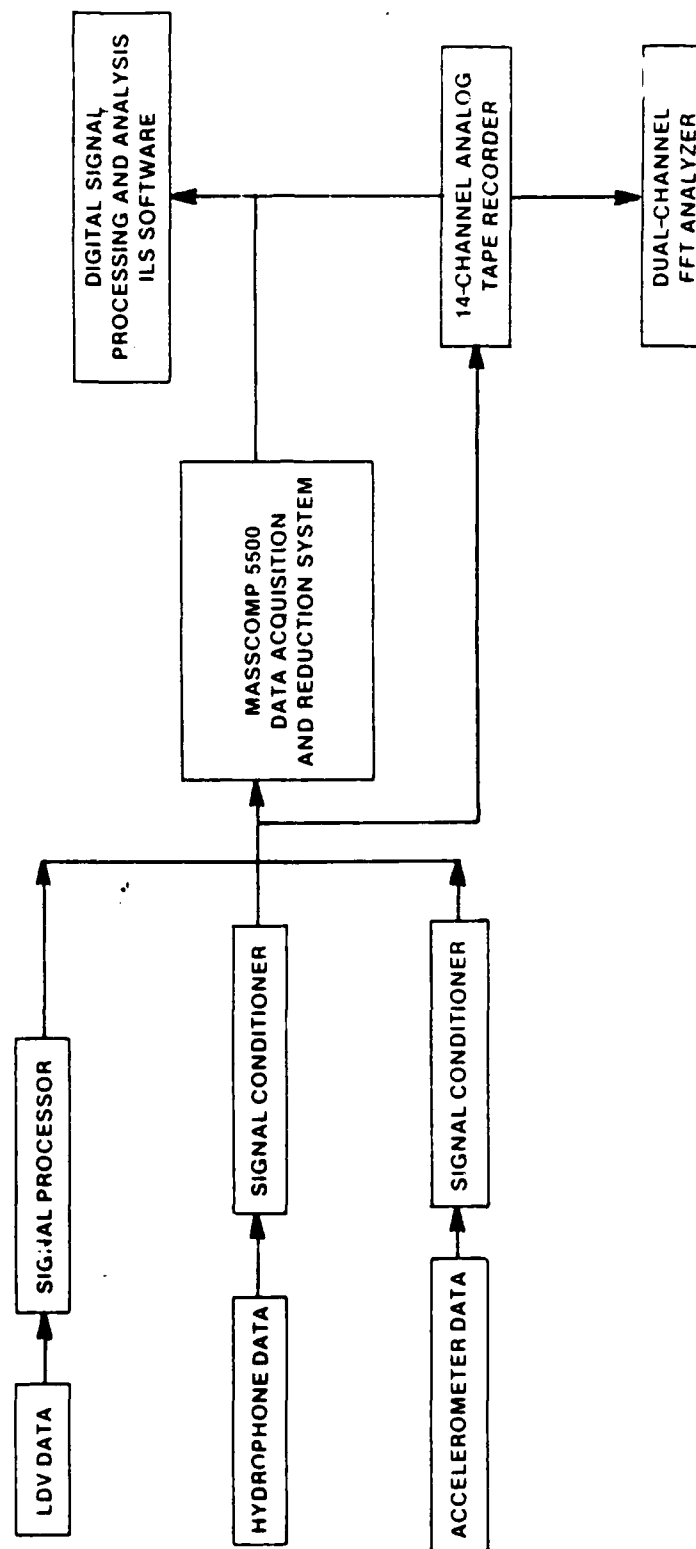 LDV DATA
SIGNAL PROCESSOR
HYDROPHONE DATA
SIGNAL CONDITIONER
ACCELEROMETER DATA
SIGNAL CONDITIONER
MASSCOMP 5500
DATA ACQUISITION
AND REDUCTION SYSTEM
DIGITAL SIGNAL
PROCESSING AND ANALYSIS
ILS SOFTWARE
14-CHANNEL ANALOG
TAPE RECORDER
DUAL-CHANNEL
FFT ANALYZER